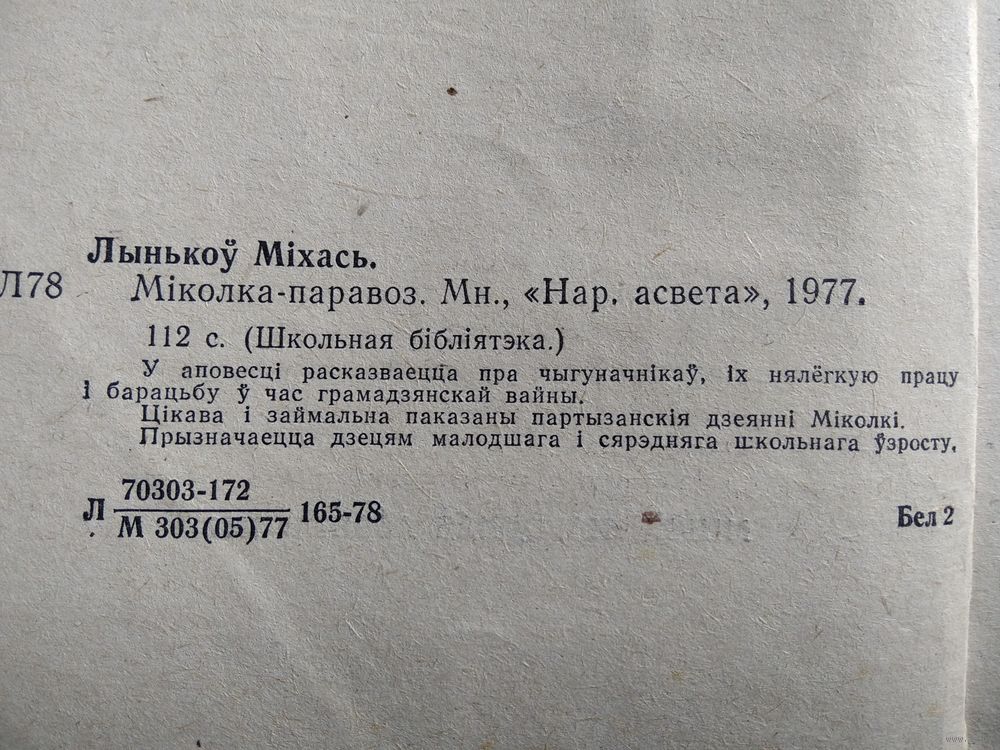 Лынькоў Міхась.
Л78 Міколка-паравоз. Мн., «Нар. асвета», 1977.
112 с. (Школьная бібліятэка.)
У аповесці расказваецца пра чыгуначнікаў, іх нялёгкую працу
і барацьбу ў час грамадзянскай вайны.
Цікава і займальна паказаны партызанскія дзеянні Міколкі.
Прызначаецца дзецям малодшага і сярэдняга школьнага ўзросту.
70303-172
Л 165-78
М 303(05)77
Бел 2